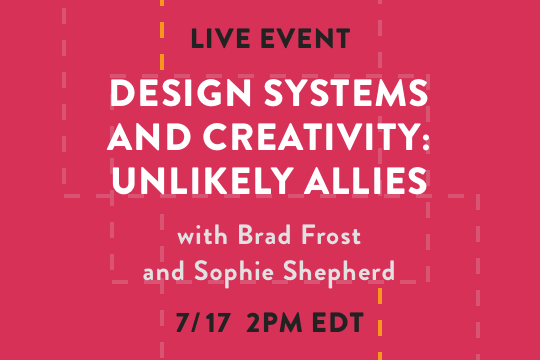 LIVE EVENT
DESIGN SYSTEMS
AND CREATIVITY:
UNLIKELY ALLIES
with Brad Frost
and Sophie Shepherd
7/17 2PM EDT